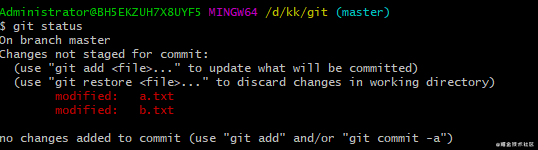 Administrator@BH5EKZUH7X8UYF5 MINGW64 /d/kk/git (master)
$ git status
On branch master
Changes not staged for commit:
  (use "git add <file>..." to update what will be committed)
  (use "git restore <file>..." to discard changes in working directory)
        modified:   a.txt
        modified:   b.txt

no changes added to commit (use "git add" and/or "git commit -a")
@稀土掘金技术社区